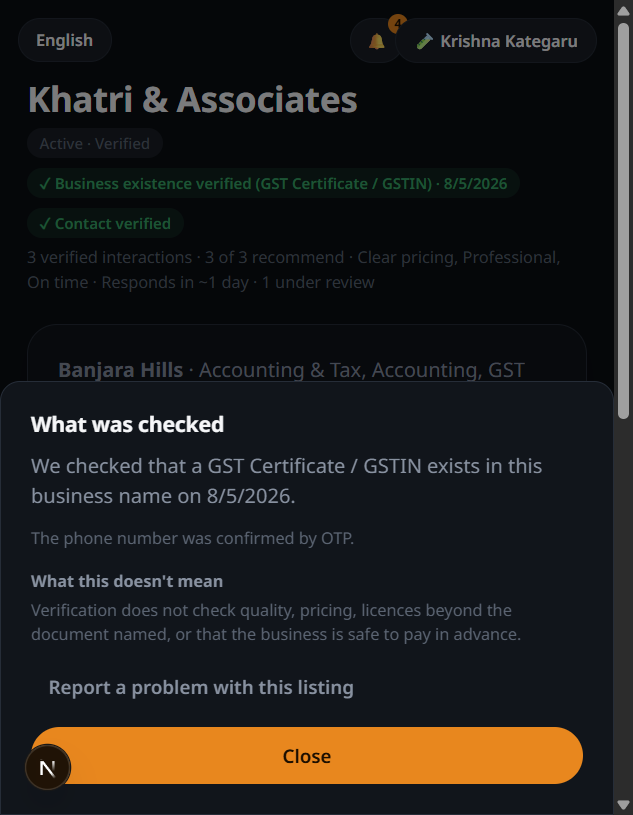 English
4
Krishna Kategaru
Khatri & Associates
Active · Verified
✓ Business existence verified (GST Certificate / GSTIN) · 8/5/2026
✓ Contact verified
3 verified interactions · 3 of 3 recommend · Clear pricing, Professional,
On time · Responds in ~1 day · 1 under review
Banjara Hills · Accounting & Tax, Accounting, GST
What was checked
We checked that a GST Certificate / GSTIN exists in this
business name on 8/5/2026.
The phone number was confirmed by OTP.
What this doesn't mean
Verification does not check quality, pricing, licences beyond the
document named, or that the business is safe to pay in advance.
Report a problem with this listing
Close
N